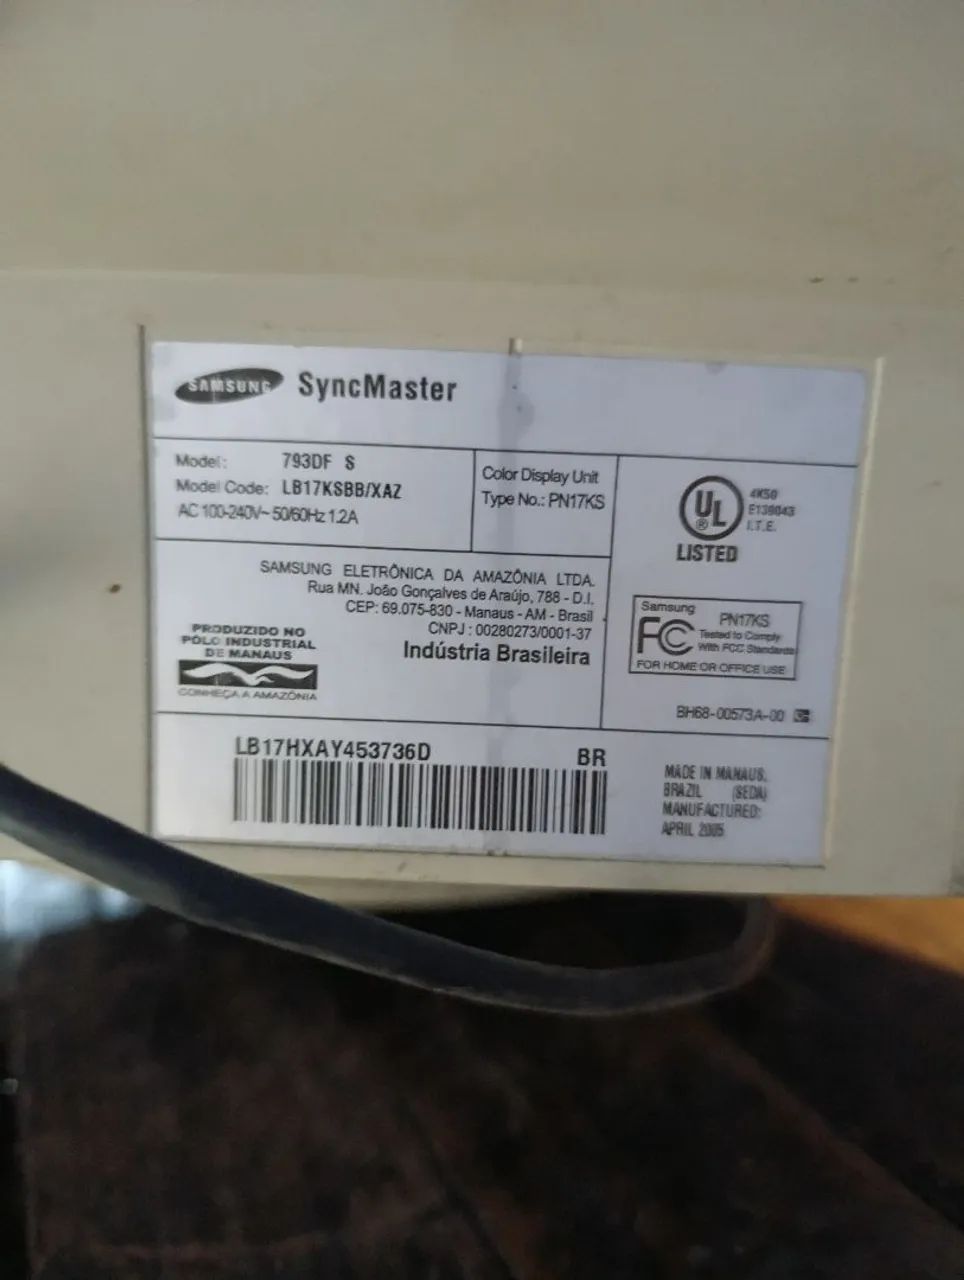 SAMSUNG SyncMaster
Model: 793DF S
Model Code: LB17KSBB/XAZ
AC 100-240V~ 50/60Hz 1.2A
Color Display Unit
Type No.: PN17KS
UL
®
LISTED
4K50
E139043
I.T.E.
SAMSUNG ELETRÔNICA DA AMAZÔNIA LTDA.
Rua MN. João Gonçalves de Araújo, 788 - D.I.
CEP: 69.075-830 - Manaus - AM - Brasil
CNPJ : 00280273/0001-37
Indústria Brasileira
PRODUZIDO NO
PÓLO INDUSTRIAL
DE MANAUS
CONHEÇA A AMAZÔNIA
Samsung
FC
PN17KS
Tested to Comply
With FCC Standards
FOR HOME OR OFFICE USE
BH68-00573A-00
LB17HXAY453736D BR
MADE IN MANAUS,
BRAZIL (SEDA)
MANUFACTURED:
APRIL 2005